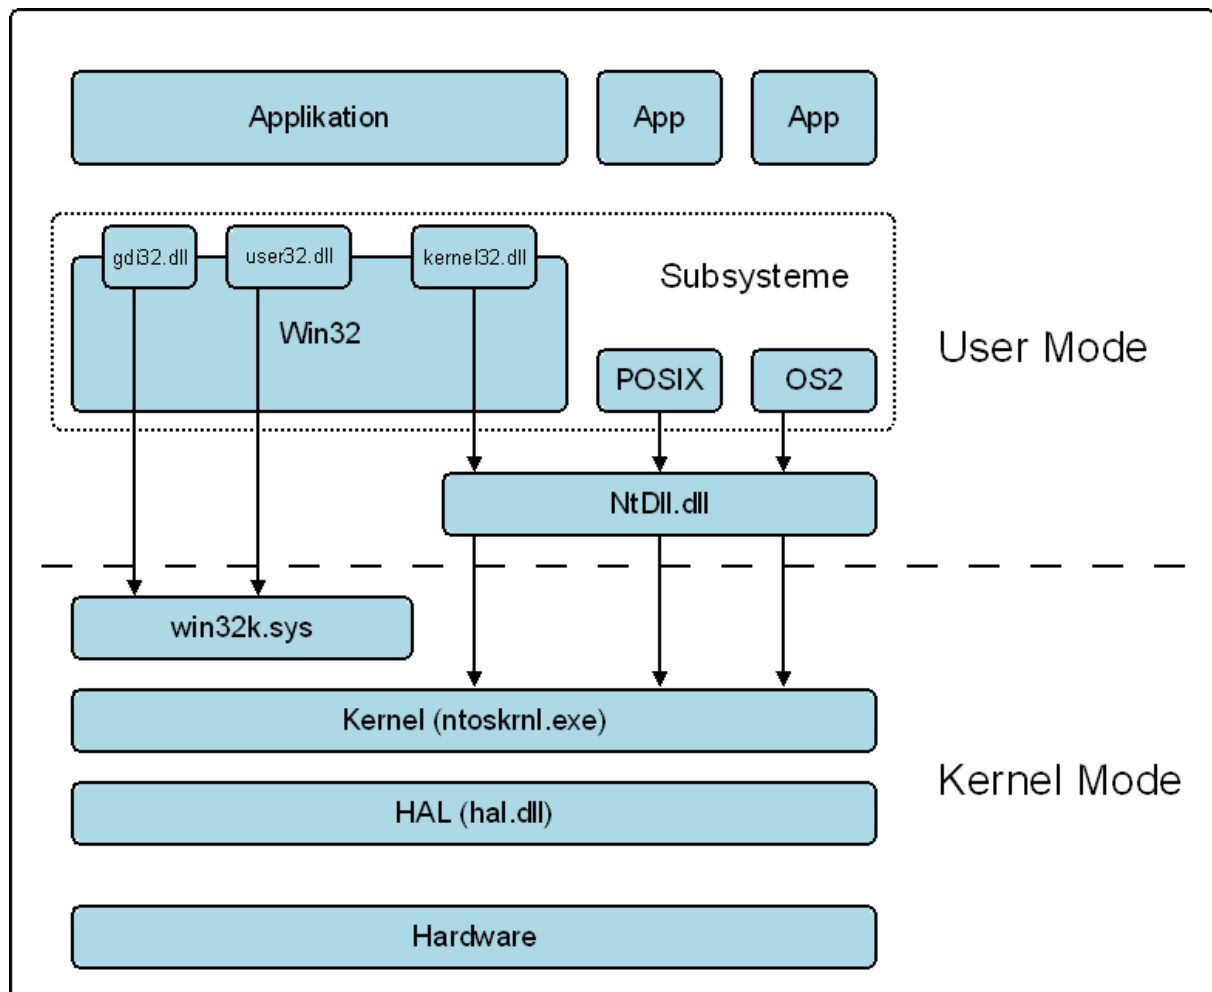 Applikation
App
App
gdi32.dll
user32.dll
kernel32.dll
Subsysteme
Win32
User Mode
POSIX
OS2
NtDll.dll
win32k.sys
Kernel (ntoskrnl.exe)
Kernel Mode
HAL (hal.dll)
Hardware